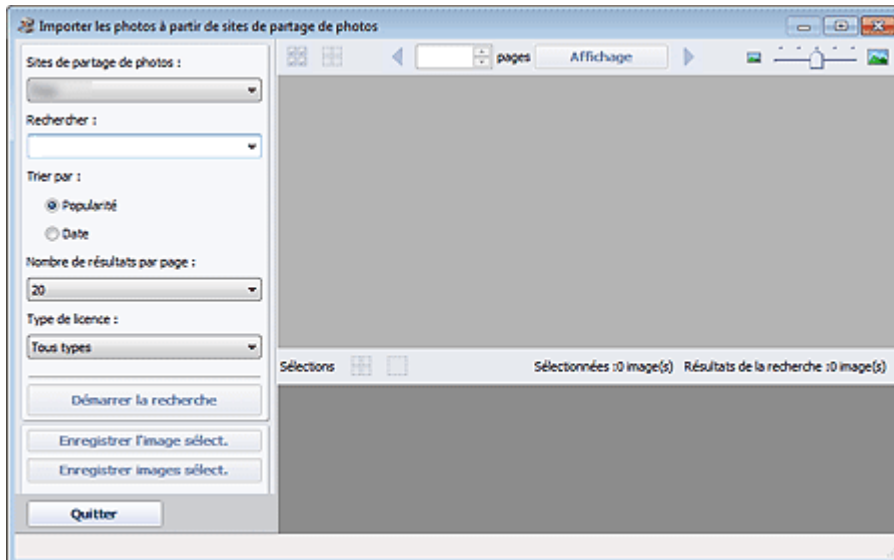 Importer les photos à partir de sites de partage de photos
Sites de partage de photos :
Rechercher :
Trier par :
Popularité
Date
Nombre de résultats par page :
20
Type de licence :
Tous types
Démarrer la recherche
Enregistrer l'image sélect.
Enregistrer images sélect.
Quitter
pages Affichage
Sélections Sélectionnées :0 image(s) Résultats de la recherche :0 image(s)